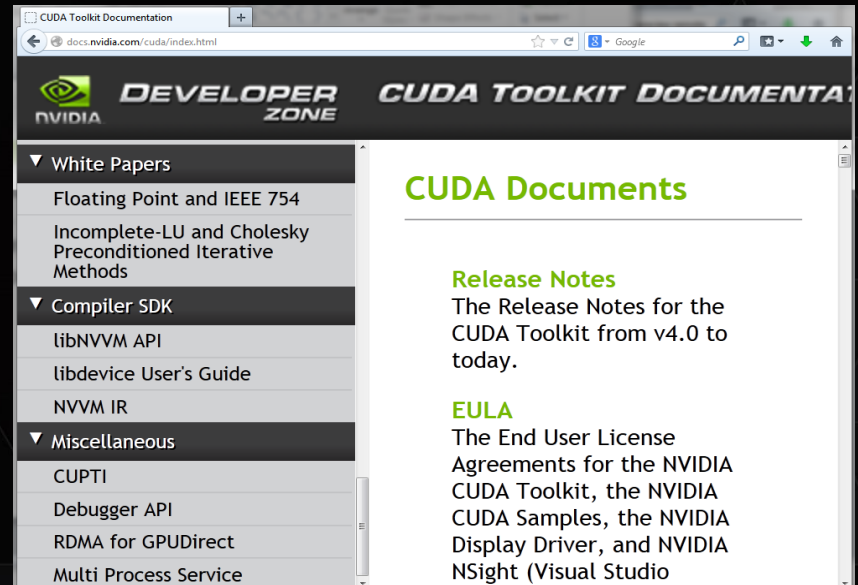 CUDA Toolkit Documentation
+
docs.nvidia.com/cuda/index.html
8
Google
DEVELOPER
ZONE
CUDA TOOLKIT DOCUMENTA
NVIDIA
White Papers
Floating Point and IEEE 754
Incomplete-LU and Cholesky
Preconditioned Iterative
Methods
Compiler SDK
libNVVM API
libdevice User's Guide
NVVM IR
Miscellaneous
CUPTI
Debugger API
RDMA for GPUDirect
Multi Process Service
CUDA Documents
Release Notes
The Release Notes for the
CUDA Toolkit from v4.0 to
today.
EULA
The End User License
Agreements for the NVIDIA
CUDA Toolkit, the NVIDIA
CUDA Samples, the NVIDIA
Display Driver, and NVIDIA
NSight (Visual Studio